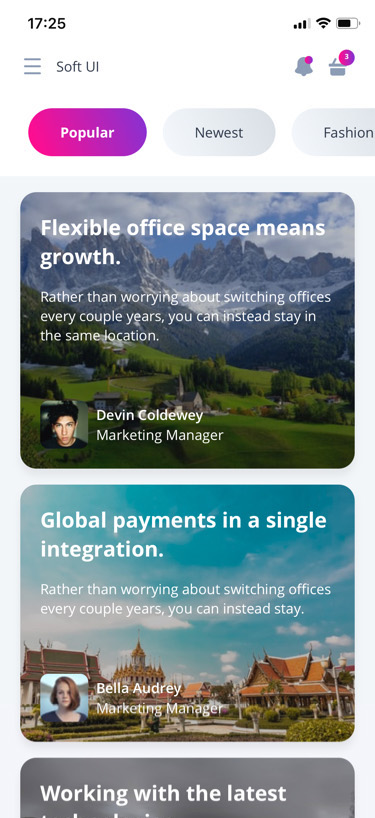 17:25
Soft UI
3
Popular
Newest
Fashion
Flexible office space means
growth.
Rather than worrying about switching offices
every couple years, you can instead stay in
the same location.
Devin Coldewey
Marketing Manager
Global payments in a single
integration.
Rather than worrying about switching offices
every couple years, you can instead stay.
Bella Audrey
Marketing Manager
Working with the latest